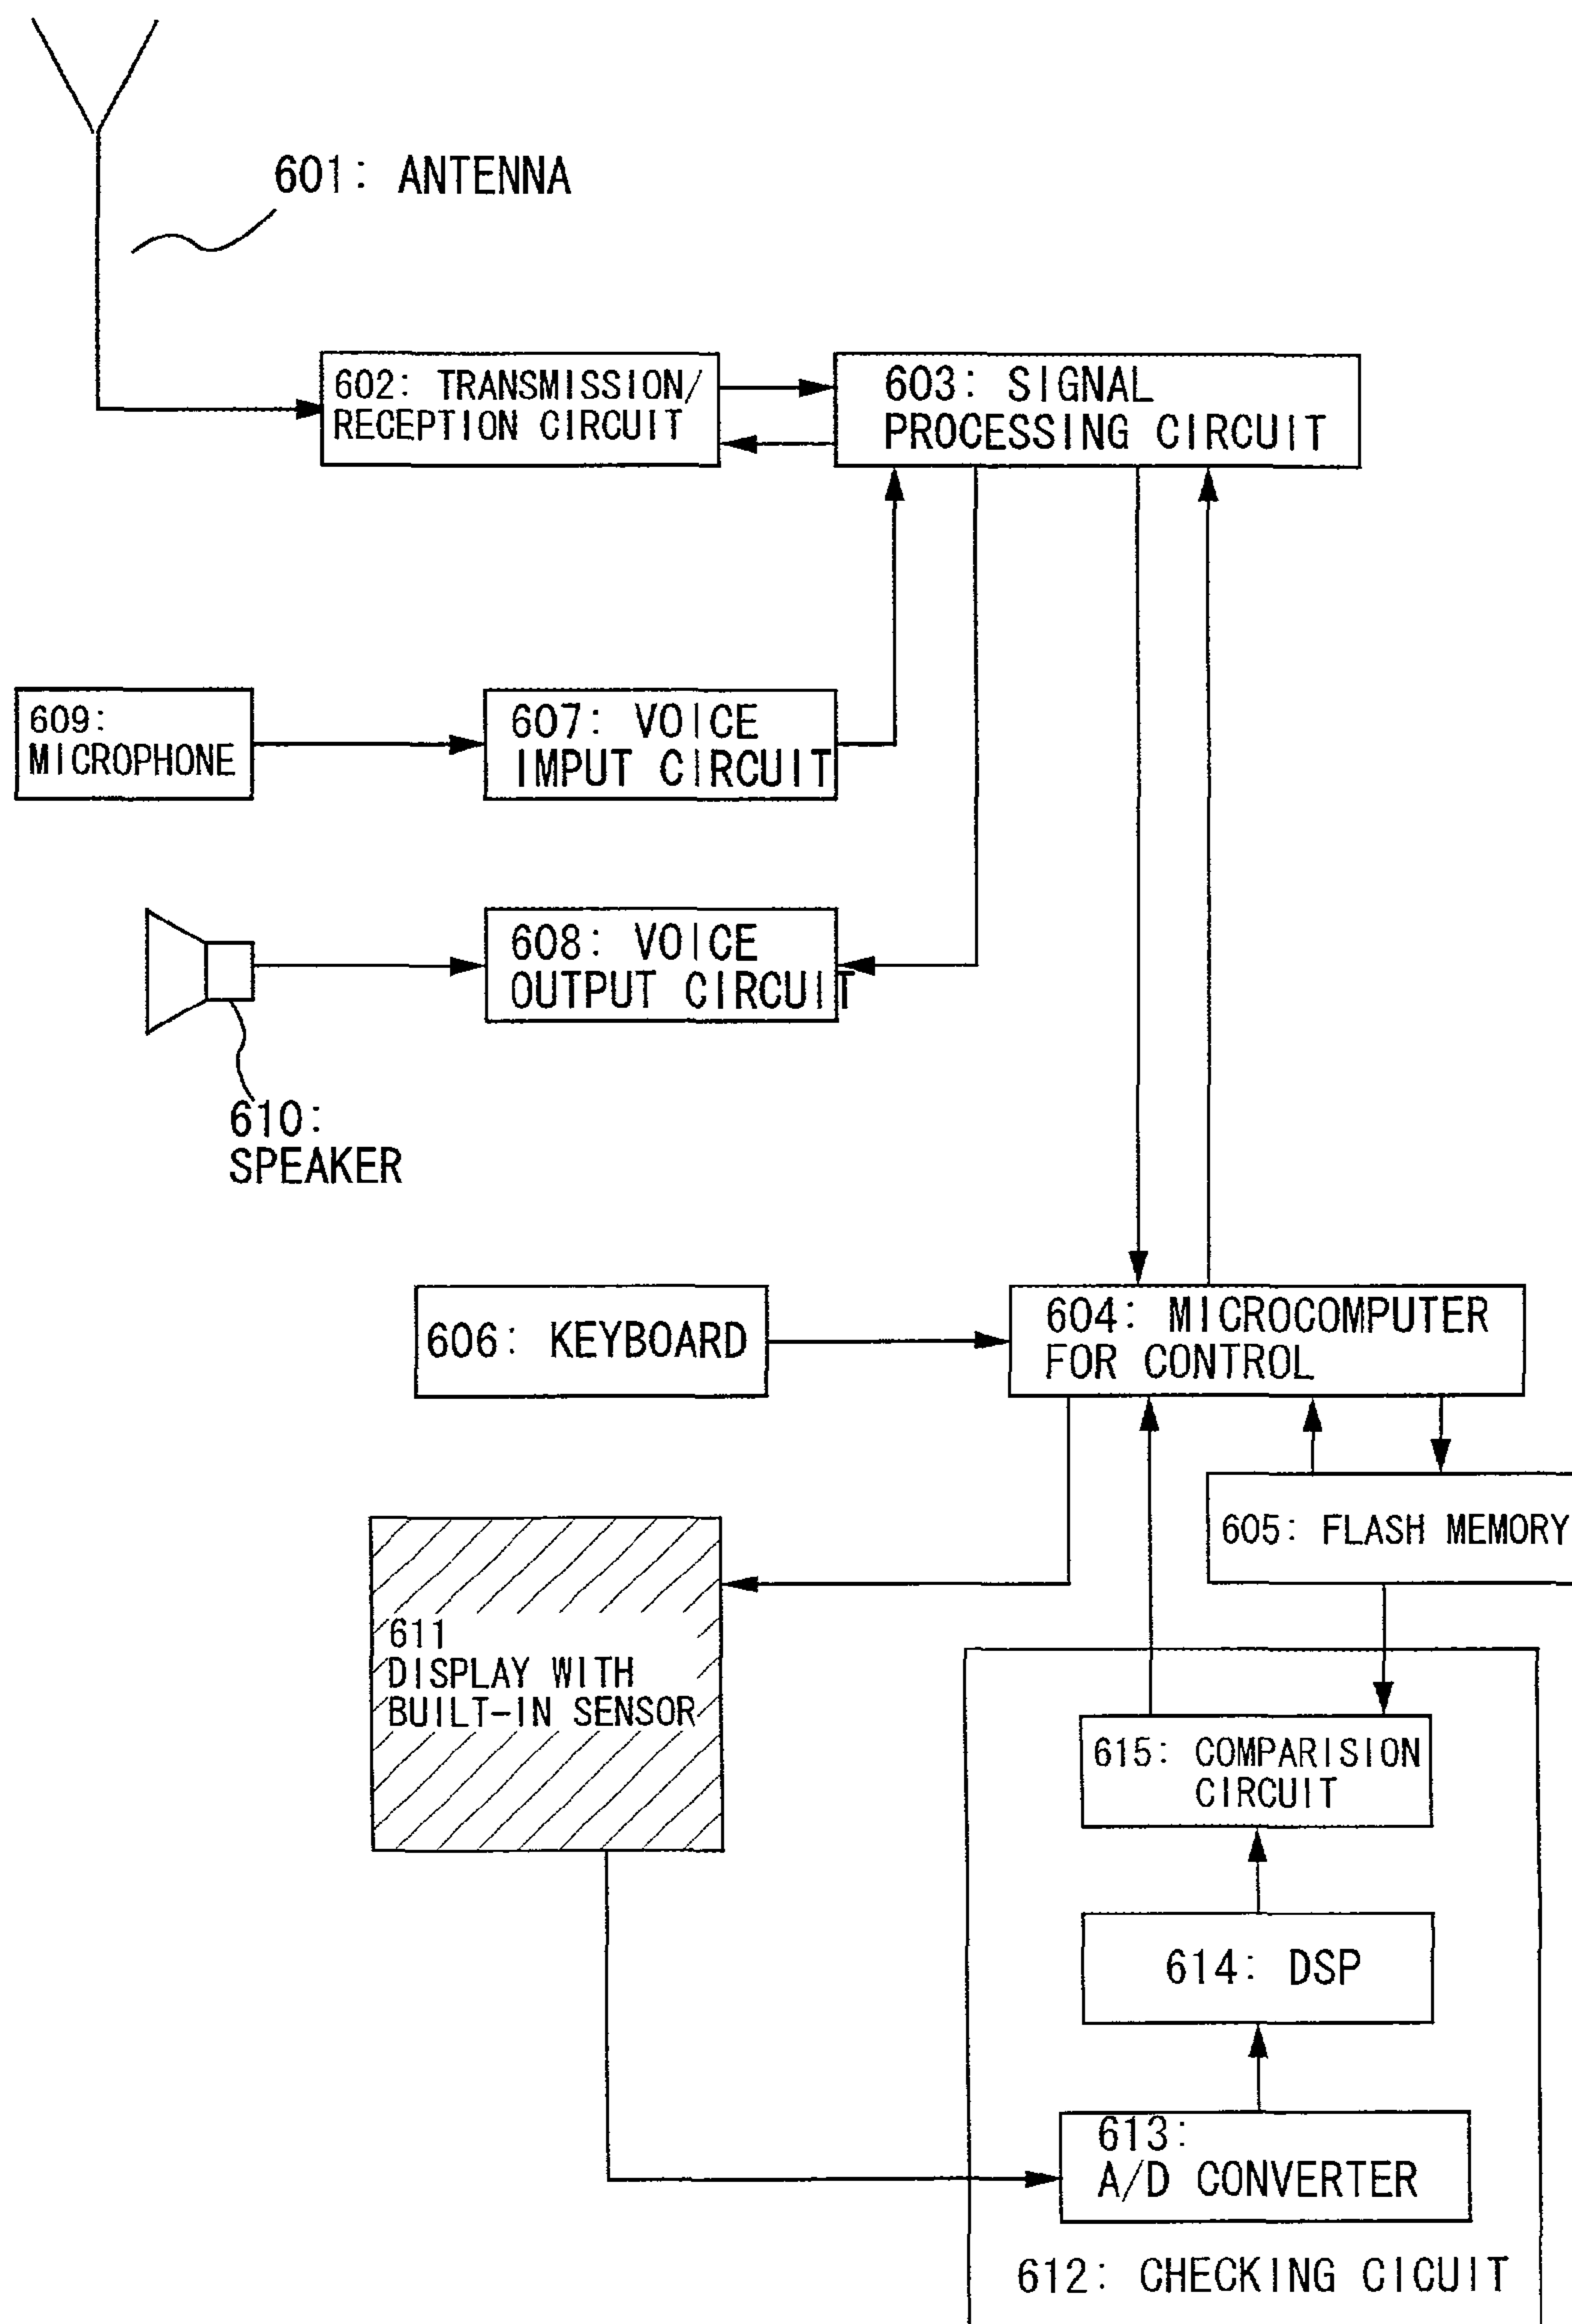 601: ANTENNA
602: TRANSMISSION/
RECEPTION CIRCUIT
603: SIGNAL
PROCESSING CIRCUIT
609:
MICROPHONE
607: VOICE
IMPUT CIRCUIT
608: VOICE
OUTPUT CIRCUIT
610:
SPEAKER
606: KEYBOARD
604: MICROCOMPUTER
FOR CONTROL
605: FLASH MEMORY
611
DISPLAY WITH
BUILT-IN SENSOR
615: COMPARISION
CIRCUIT
614: DSP
613:
A/D CONVERTER
612: CHECKING CICUIT